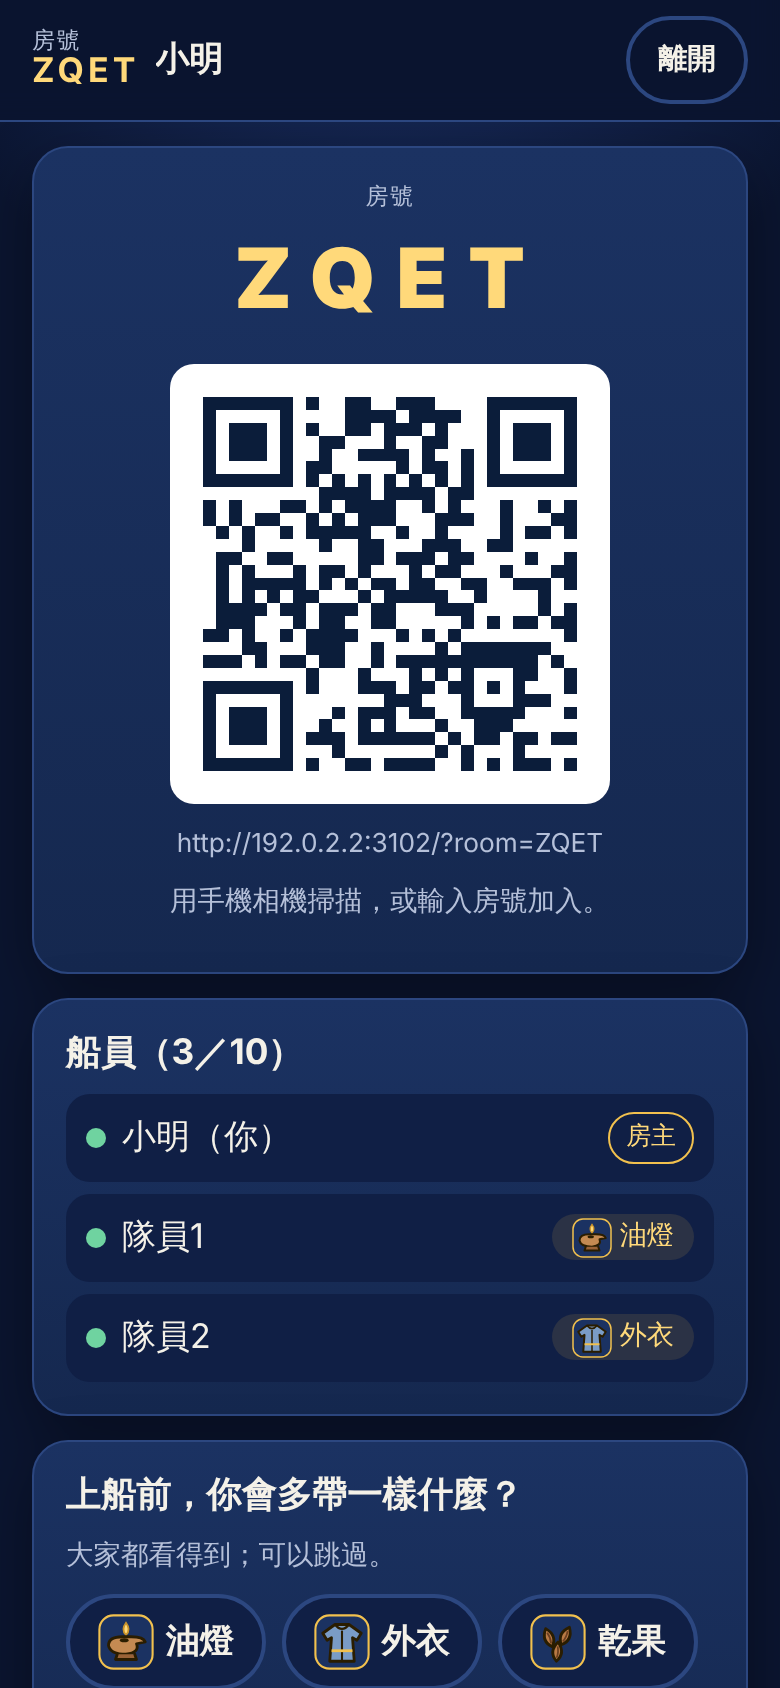 房號
ZQET 小明
離開
房號
ZQET
http://192.0.2.2:3102/?room=ZQET
用手機相機掃描，或輸入房號加入。
船員（3／10）
小明（你） 房主
隊員1 油燈
隊員2 外衣
上船前，你會多帶一樣什麼？
大家都看得到；可以跳過。
油燈 外衣 乾果